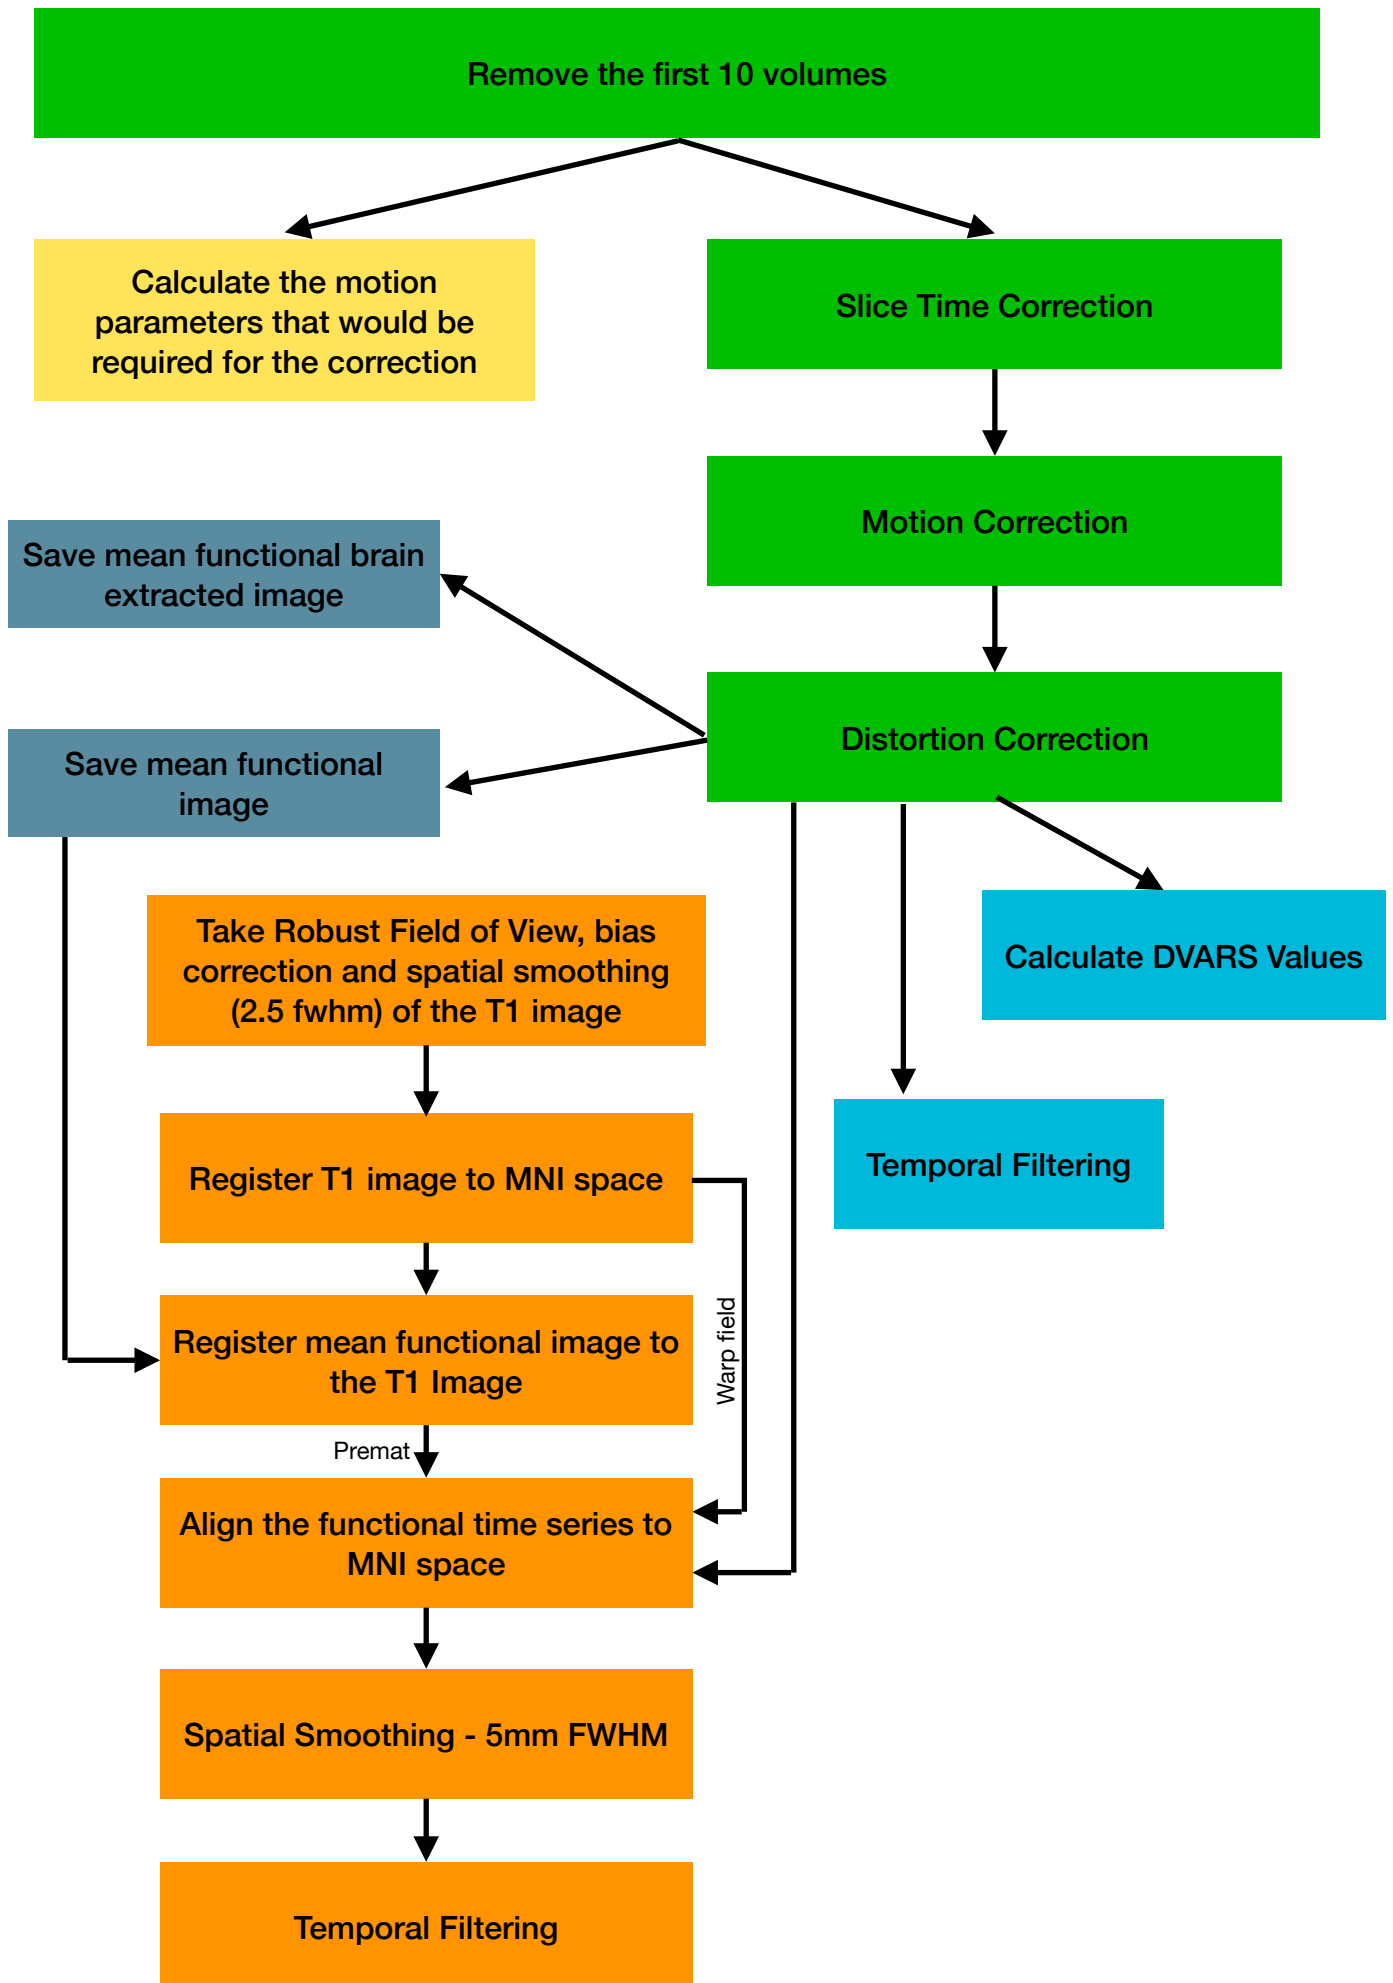 Remove the first 10 volumes
Calculate the motion
parameters that would be
required for the correction
Slice Time Correction
Motion Correction
Save mean functional brain
extracted image
Distortion Correction
Save mean functional
image
Take Robust Field of View, bias
correction and spatial smoothing
(2.5 fwhm) of the T1 image
Calculate DVARS Values
Register T1 image to MNI space
Temporal Filtering
Register mean functional image to
the T1 Image
Warp field
Premat
Align the functional time series to
MNI space
Spatial Smoothing - 5mm FWHM
Temporal Filtering